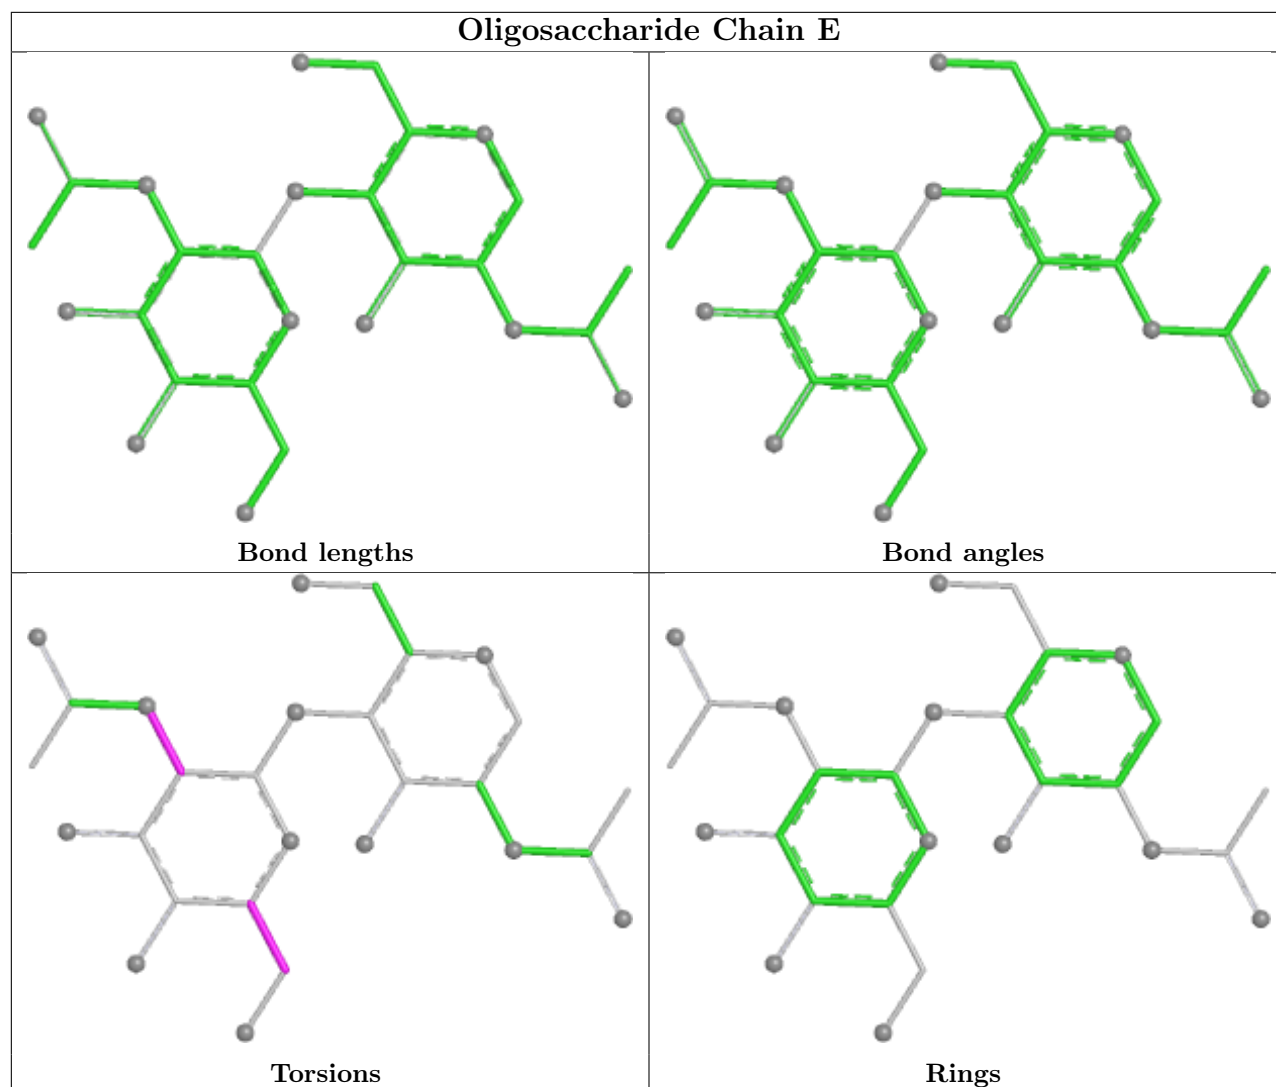 Oligosaccharide Chain E
Bond lengths
Bond angles
Torsions
Rings